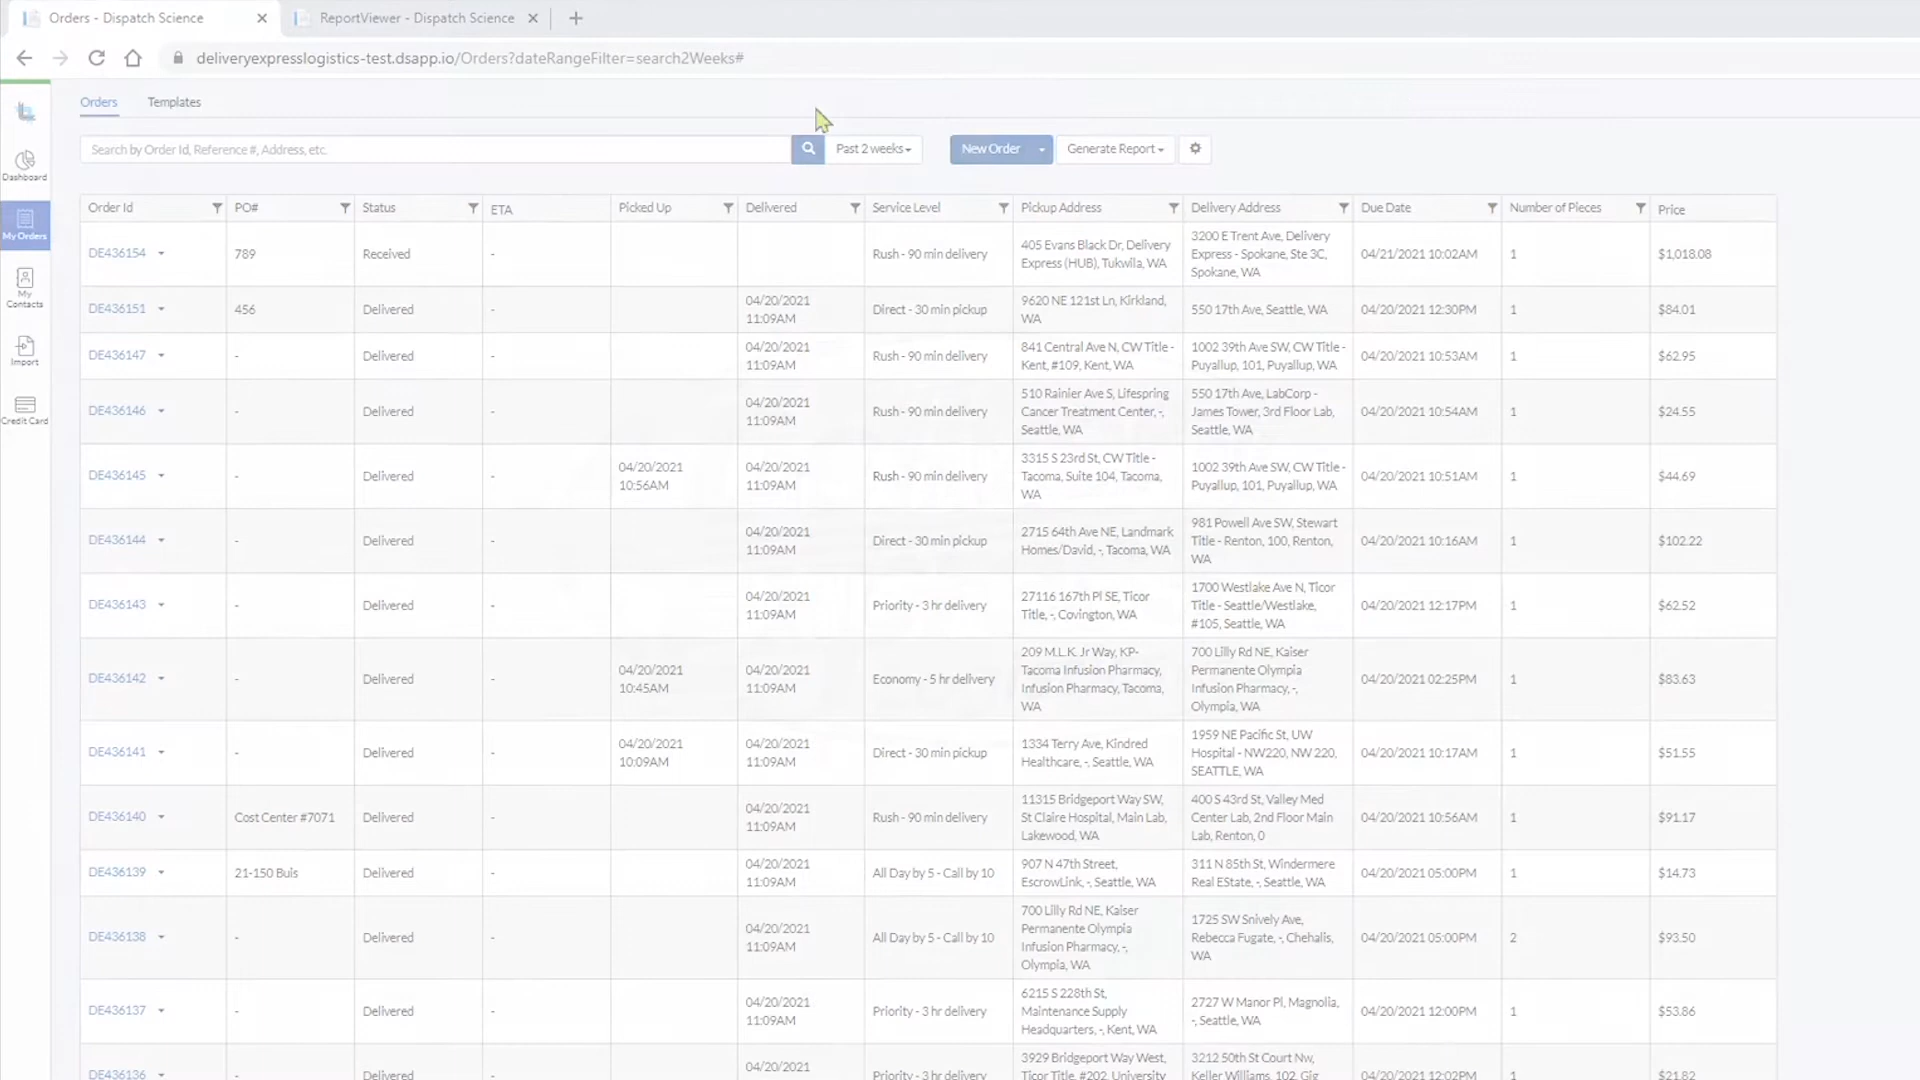 Orders - Dispatch Science
ReportViewer - Dispatch Science
deliveryexpresslogistics-test.dsapp.io/Orders?dateRangeFilter=search2Weeks#
Orders Templates
Search by Order Id, Reference #, Address, etc.
Past 2 weeks
New Order
Generate Report
Dashboard
My Orders
My
Contacts
Import
Credit Card
Order Id PO# Status ETA Picked Up Delivered Service Level Pickup Address Delivery Address Due Date Number of Pieces Price
DE436154 789 Received - Rush - 90 min delivery 405 Evans Black Dr, Delivery
Express (HUB), Tukwila, WA
3200 E Trent Ave, Delivery
Express - Spokane, Ste 3C,
Spokane, WA
04/21/2021 10:02AM 1 $1,018.08
DE436151 456 Delivered - 04/20/2021
11:09AM
Direct - 30 min pickup 9620 NE 121st Ln, Kirkland,
WA
550 17th Ave, Seattle, WA 04/20/2021 12:30PM 1 $84.01
DE436147 - Delivered - 04/20/2021
11:09AM
Rush - 90 min delivery 841 Central Ave N, CW Title -
Kent, #109, Kent, WA
1002 39th Ave SW, CW Title -
Puyallup, 101, Puyallup, WA
04/20/2021 10:53AM 1 $62.95
DE436146 - Delivered - 04/20/2021
11:09AM
Rush - 90 min delivery 510 Rainier Ave S, Lifespring
Cancer Treatment Center, -,
Seattle, WA
550 17th Ave, LabCorp -
James Tower, 3rd Floor Lab,
Seattle, WA
04/20/2021 10:54AM 1 $24.55
DE436145 - Delivered - 04/20/2021
10:56AM
04/20/2021
11:09AM
Rush - 90 min delivery 3315 S 23rd St, CW Title -
Tacoma, Suite 104, Tacoma,
WA
1002 39th Ave SW, CW Title -
Puyallup, 101, Puyallup, WA
04/20/2021 10:51AM 1 $44.69
DE436144 - Delivered - 04/20/2021
11:09AM
Direct - 30 min pickup 2715 64th Ave NE, Landmark
Homes/David, -, Tacoma, WA
981 Powell Ave SW, Stewart
Title - Renton, 100, Renton,
WA
04/20/2021 10:16AM 1 $102.22
DE436143 - Delivered - 04/20/2021
11:09AM
Priority - 3 hr delivery 27116 167th Pl SE, Ticor
Title, -, Covington, WA
1700 Westlake Ave N, Ticor
Title - Seattle/Westlake,
#105, Seattle, WA
04/20/2021 12:17PM 1 $62.52
DE436142 - Delivered - 04/20/2021
10:45AM
04/20/2021
11:09AM
Economy - 5 hr delivery 209 M.L.K. Jr Way, KP-
Tacoma Infusion Pharmacy,
Infusion Pharmacy, Tacoma,
WA
700 Lilly Rd NE, Kaiser
Permanente Olympia
Infusion Pharmacy, -,
Olympia, WA
04/20/2021 02:25PM 1 $83.63
DE436141 - Delivered - 04/20/2021
10:09AM
04/20/2021
11:09AM
Direct - 30 min pickup 1334 Terry Ave, Kindred
Healthcare, -, Seattle, WA
1959 NE Pacific St, UW
Hospital - NW220, NW 220,
SEATTLE, WA
04/20/2021 10:17AM 1 $51.55
DE436140 Cost Center #7071 Delivered - 04/20/2021
11:09AM
Rush - 90 min delivery 11315 Bridgeport Way SW,
St Claire Hospital, Main Lab,
Lakewood, WA
400 S 43rd St, Valley Med
Center Lab, 2nd Floor Main
Lab, Renton, 0
04/20/2021 10:56AM 1 $91.17
DE436139 21-150 Buis Delivered - 04/20/2021
11:09AM
All Day by 5 - Call by 10 907 N 47th Street,
EscrowLink, -, Seattle, WA
311 N 85th St, Windermere
Real EState, -, Seattle, WA
04/20/2021 05:00PM 1 $14.73
DE436138 - Delivered - 04/20/2021
11:09AM
All Day by 5 - Call by 10 700 Lilly Rd NE, Kaiser
Permanente Olympia
Infusion Pharmacy, -,
Olympia, WA
1725 SW Snively Ave,
Rebecca Fugate, -, Chehalis,
WA
04/20/2021 05:00PM 2 $93.50
DE436137 - Delivered - 04/20/2021
11:09AM
Priority - 3 hr delivery 6215 S 228th St,
Maintenance Supply
Headquarters, -, Kent, WA
2727 W Manor Pl, Magnolia,
-, Seattle, WA
04/20/2021 12:00PM 1 $53.86
DE436136 - Delivered - 04/20/2021
Priority - 3 hr delivery 3929 Bridgeport Way West,
Ticor Title, #202, University
3212 50th St Court Nw,
Keller Williams, 102, Gig
04/20/2021 12:02PM 1 $21.82